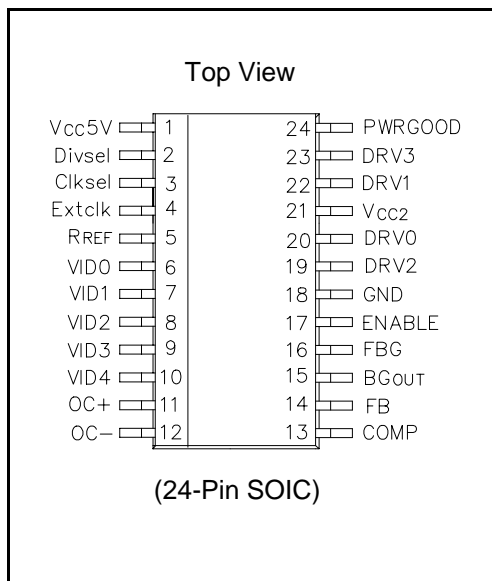 Top View
Vcc5V 1 24 PWRGOOD
Divsel 2 23 DRV3
Clksel 3 22 DRV1
Extclk 4 21 VCC2
RREF 5 20 DRV0
VID0 6 19 DRV2
VID1 7 18 GND
VID2 8 17 ENABLE
VID3 9 16 FBG
VID4 10 15 BGOUT
OC+ 11 14 FB
OC- 12 13 COMP
(24-Pin SOIC)